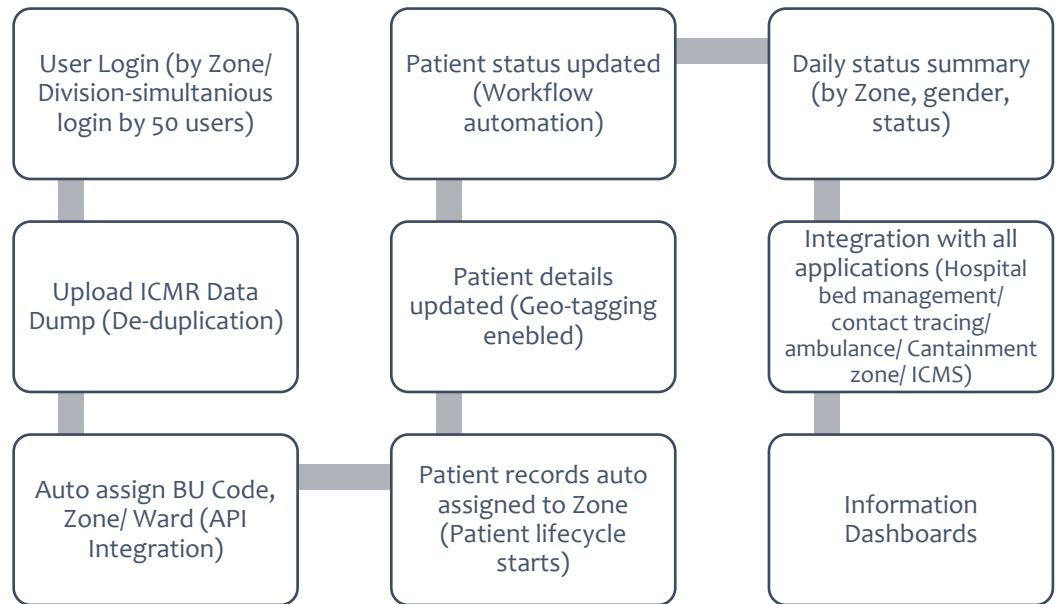 User Login (by Zone/
Division-simultanious
login by 50 users)
Upload ICMR Data
Dump (De-duplication)
Auto assign BU Code,
Zone/ Ward (API
Integration)
Patient records auto
assigned to Zone
(Patient lifecycle
starts)
Patient details
updated (Geo-tagging
enebled)
Patient status updated
(Workflow
automation)
Daily status summary
(by Zone, gender,
status)
Integration with all
applications (Hospital
bed management/
contact tracing/
ambulance/ Cantainment
zone/ ICMS)
Information
Dashboards